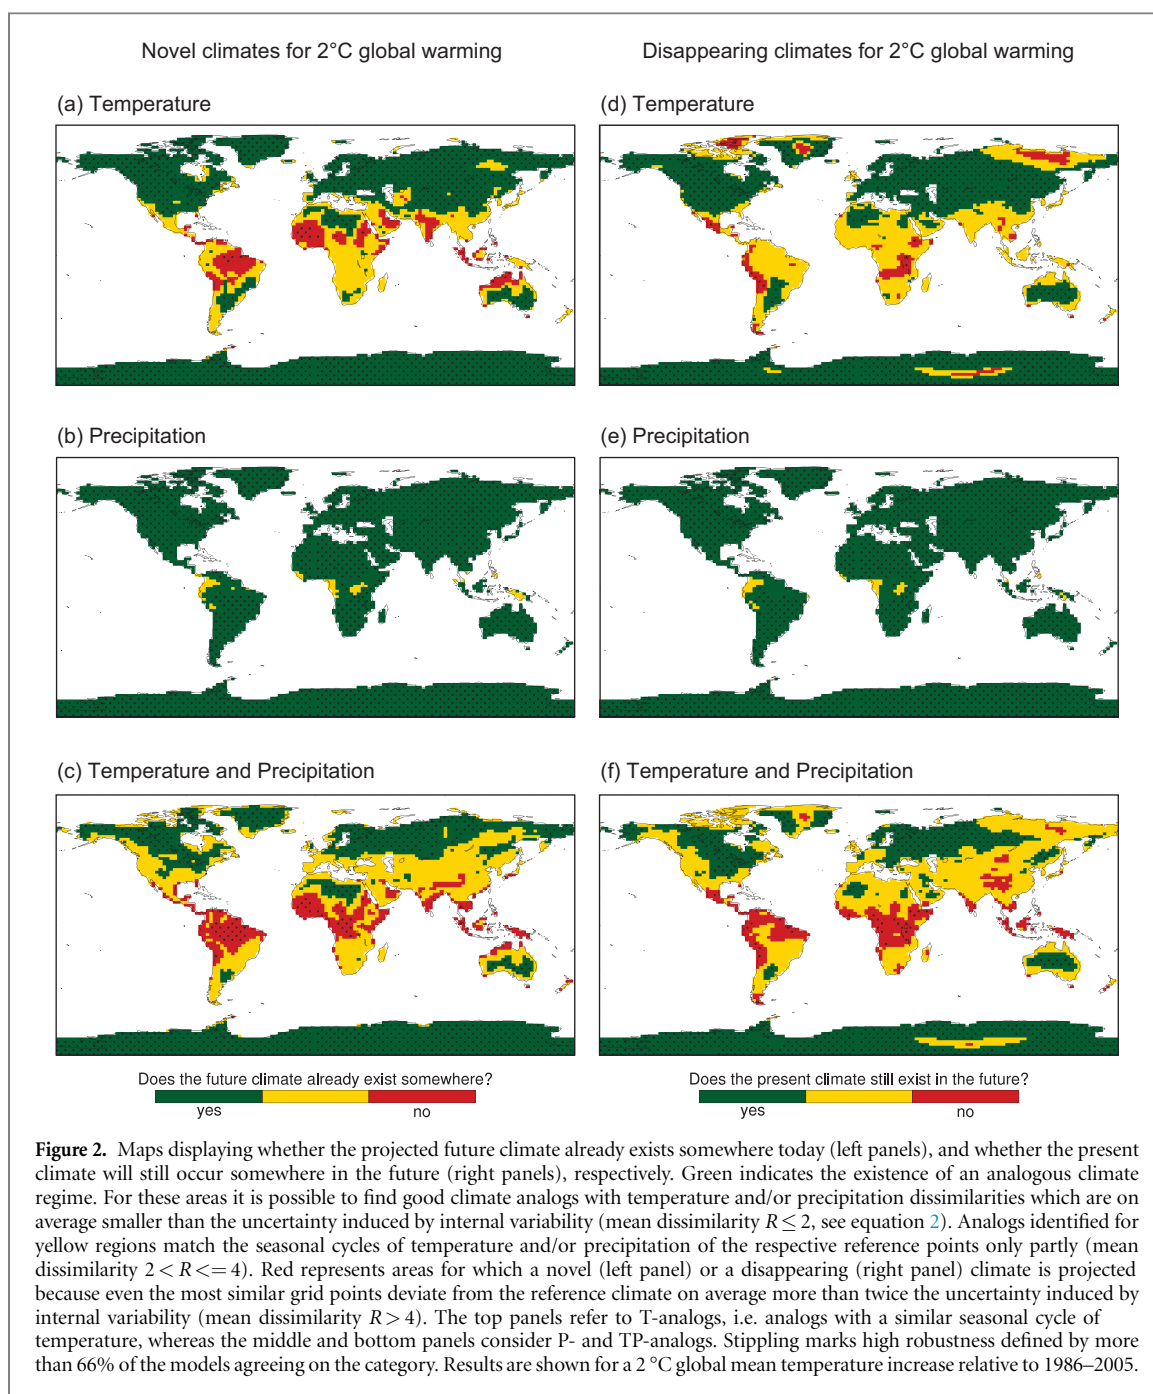 Novel climates for 2°C global warming
Disappearing climates for 2°C global warming
(a) Temperature
(d) Temperature
(b) Precipitation
(e) Precipitation
(c) Temperature and Precipitation
(f) Temperature and Precipitation
Does the future climate already exist somewhere?
yes
no
Does the present climate still exist in the future?
yes
no
Figure 2. Maps displaying whether the projected future climate already exists somewhere today (left panels), and whether the present
climate will still occur somewhere in the future (right panels), respectively. Green indicates the existence of an analogous climate
regime. For these areas it is possible to find good climate analogs with temperature and/or precipitation dissimilarities which are on
average smaller than the uncertainty induced by internal variability (mean dissimilarity R ≤ 2, see equation 2). Analogs identified for
yellow regions match the seasonal cycles of temperature and/or precipitation of the respective reference points only partly (mean
dissimilarity 2 < R <= 4). Red represents areas for which a novel (left panel) or a disappearing (right panel) climate is projected
because even the most similar grid points deviate from the reference climate on average more than twice the uncertainty induced by
internal variability (mean dissimilarity R > 4). The top panels refer to T-analogs, i.e. analogs with a similar seasonal cycle of
temperature, whereas the middle and bottom panels consider P- and TP-analogs. Stippling marks high robustness defined by more
than 66% of the models agreeing on the category. Results are shown for a 2 °C global mean temperature increase relative to 1986–2005.